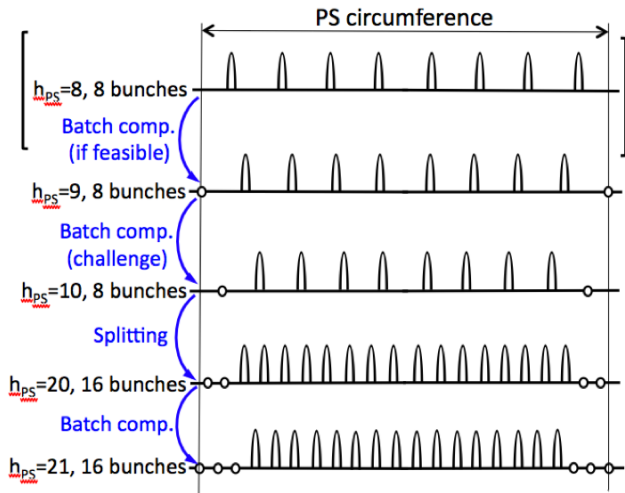 PS circumference
h_PS=8, 8 bunches
Batch comp.
(if feasible)
h_PS=9, 8 bunches
Batch comp.
(challenge)
h_PS=10, 8 bunches
Splitting
h_PS=20, 16 bunches
Batch comp.
h_PS=21, 16 bunches